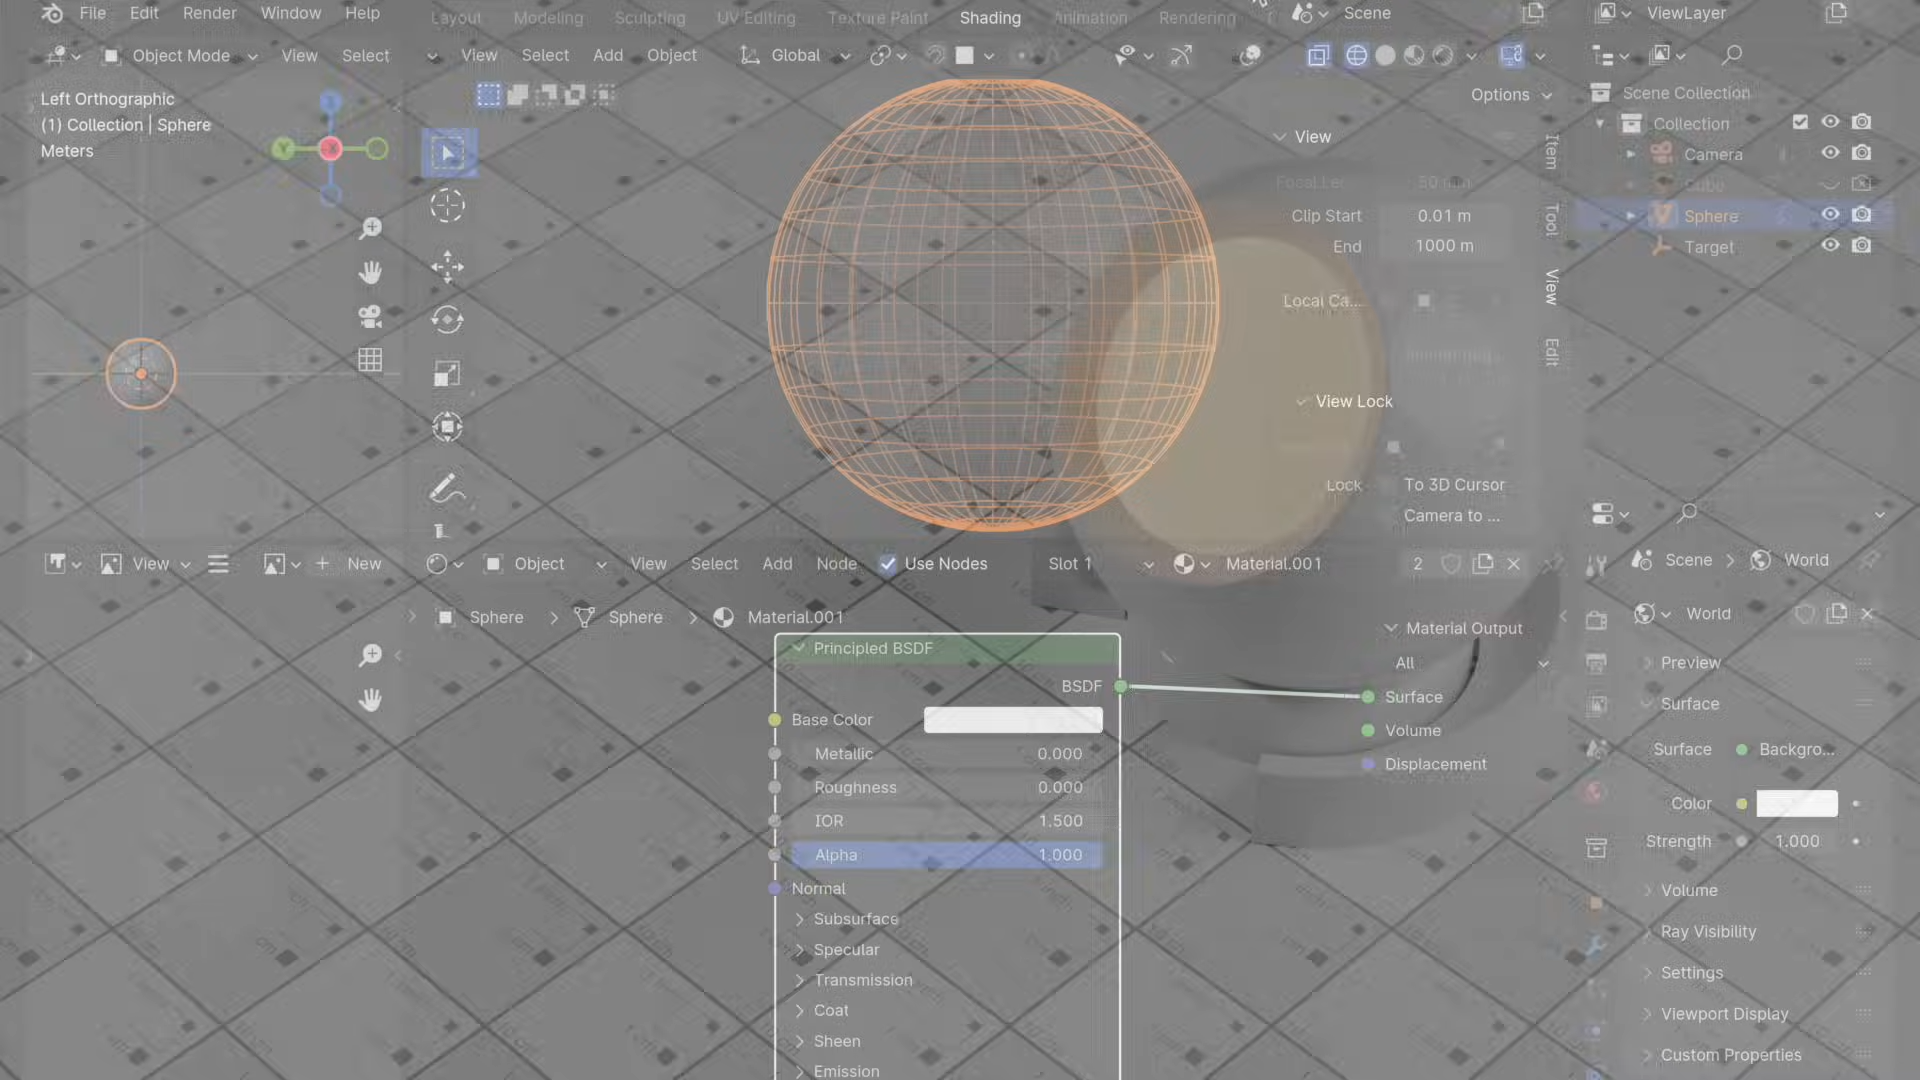 File Edit Render Window Help Layout Modeling Sculpting UV Editing Texture Paint Shading Animation Rendering Scene ViewLayer
Object Mode View Select View Select Add Object Global
Options
Left Orthographic
(1) Collection | Sphere
Meters
View
50 mm
Clip Start 0.01 m
End 1000 m
Local Ca...
View Lock
Lock To 3D Cursor
Camera to ...
Item
Tool
View
Edit
Scene Collection
Collection
Camera
Cube
Sphere
Target
View New Object View Select Add Node Use Nodes Slot 1 Material.001 2
Sphere Sphere Material.001
Principled BSDF
BSDF
Base Color
Metallic 0.000
Roughness 0.000
IOR 1.500
Alpha 1.000
Normal
Subsurface
Specular
Transmission
Coat
Sheen
Emission
Material Output
All
Surface
Volume
Displacement
Scene World
World
Preview
Surface
Surface Backgro...
Color
Strength 1.000
Volume
Ray Visibility
Settings
Viewport Display
Custom Properties